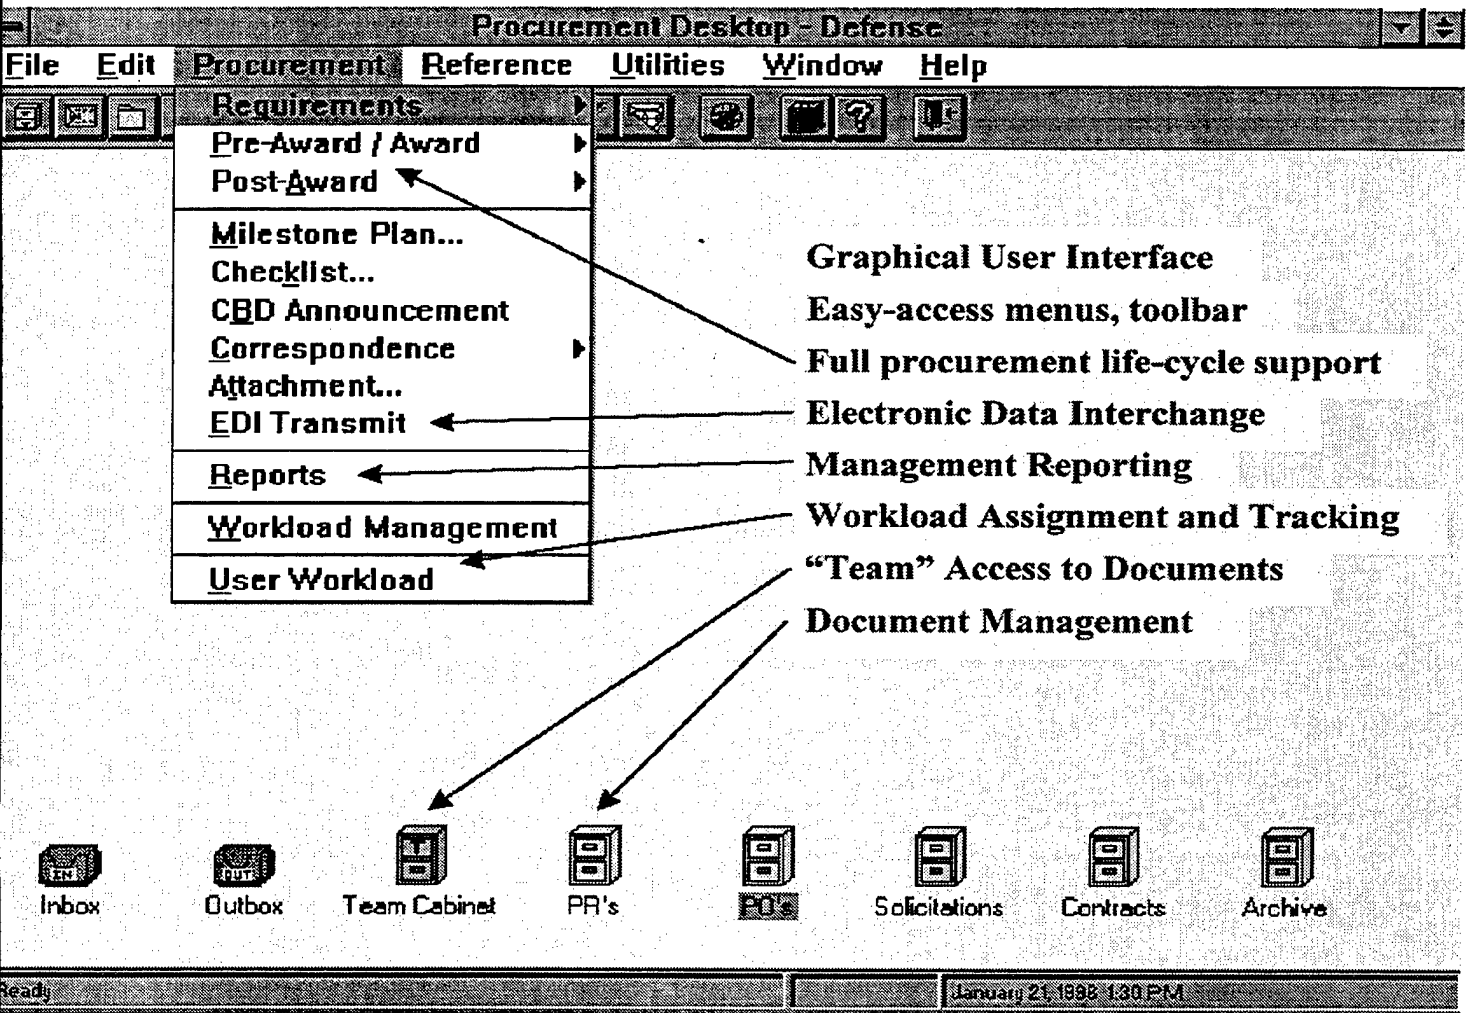 Procurement Desktop - Defense
File Edit Procurement Reference Utilities Window Help
Requirements
Pre-Award / Award
Post-Award
Milestone Plan...
Checklist...
CBD Announcement
Correspondence
Attachment...
EDI Transmit
Reports
Workload Management
User Workload
Graphical User Interface
Easy-access menus, toolbar
Full procurement life-cycle support
Electronic Data Interchange
Management Reporting
Workload Assignment and Tracking
“Team” Access to Documents
Document Management
IN
OUT
T
Inbox Outbox Team Cabinet PR's PO's Solicitations Contracts Archive
Ready January 21, 1998 1:30 PM